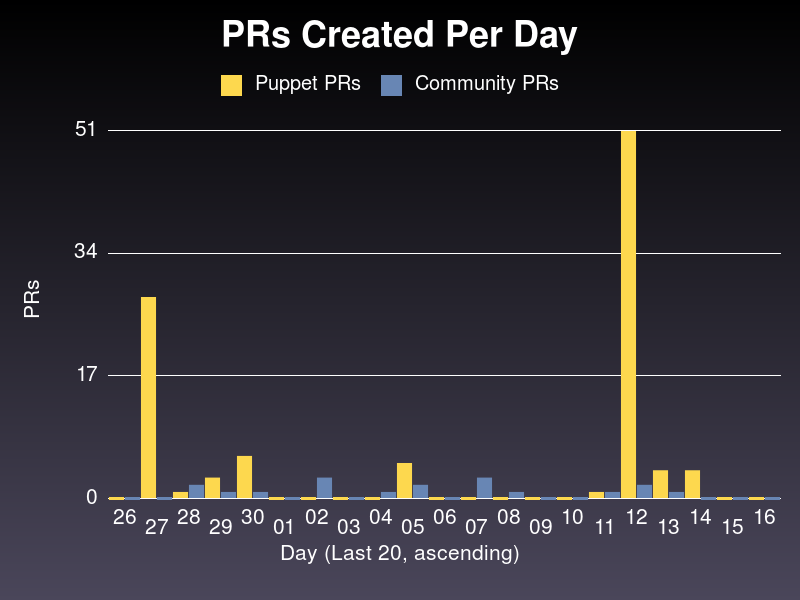 PRs Created Per Day
Puppet PRs Community PRs
51
34
17
0
PRs
26 27 28 29 30 01 02 03 04 05 06 07 08 09 10 11 12 13 14 15 16
Day (Last 20, ascending)